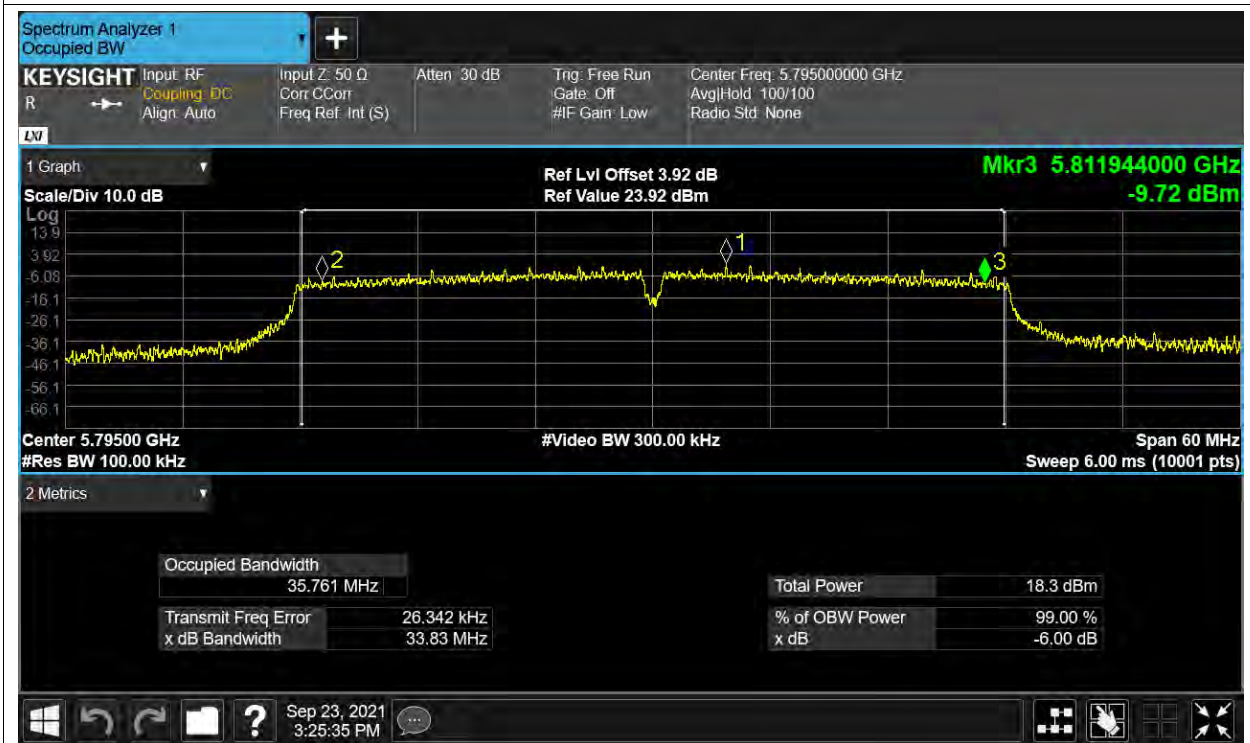 Spectrum Analyzer 1
Occupied BW
+
KEYSIGHT
R
LXI
Input: RF
Coupling: DC
Align: Auto
Input Z: 50 Ω
Corr CCorr
Freq Ref: Int (S)
Atten: 30 dB
Trig: Free Run
Gate: Off
#IF Gain: Low
Center Freq: 5.795000000 GHz
Avg|Hold: 100/100
Radio Std: None
1 Graph
Scale/Div 10.0 dB
Ref Lvl Offset 3.92 dB
Ref Value 23.92 dBm
Mkr3 5.811944000 GHz
-9.72 dBm
Log
13.9
3.92
-6.08
-16.1
-26.1
-36.1
-46.1
-56.1
-66.1
2
1
3
Center 5.79500 GHz
#Res BW 100.00 kHz
#Video BW 300.00 kHz
Span 60 MHz
Sweep 6.00 ms (10001 pts)
2 Metrics
Occupied Bandwidth
35.761 MHz
Transmit Freq Error 26.342 kHz
x dB Bandwidth 33.83 MHz
Total Power 18.3 dBm
% of OBW Power 99.00 %
x dB -6.00 dB
?
Sep 23, 2021
3:25:35 PM